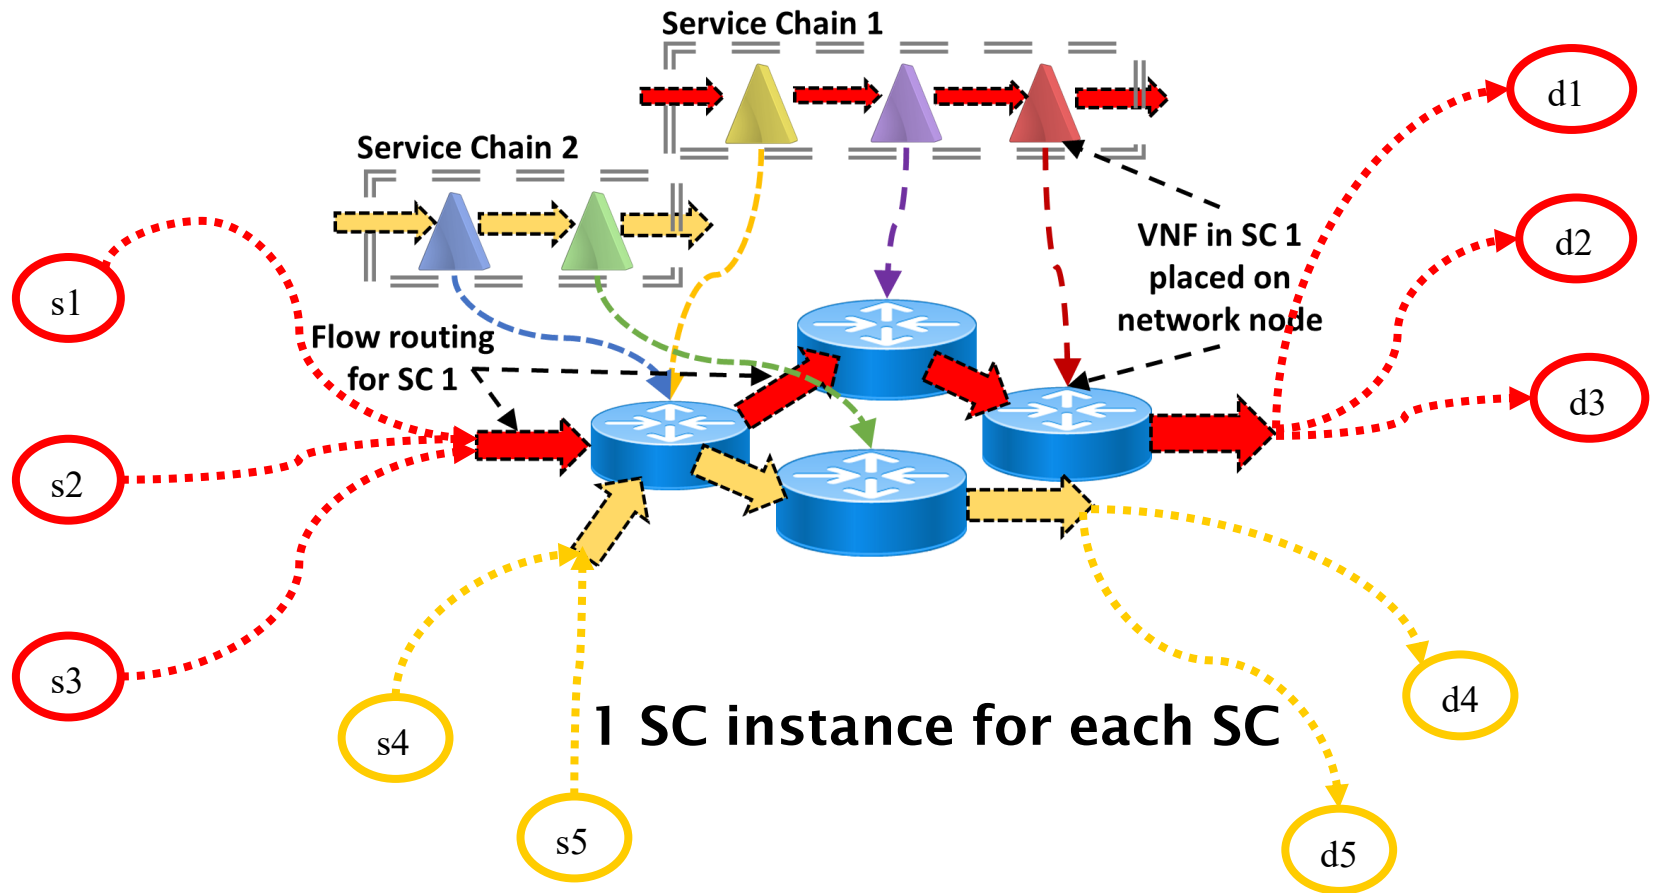 Service Chain 1
Service Chain 2
d1
d2
VNF in SC 1
placed on
network node
s1
Flow routing
for SC 1
d3
s2
s3
d4
1 SC instance for each SC
s4
s5
d5